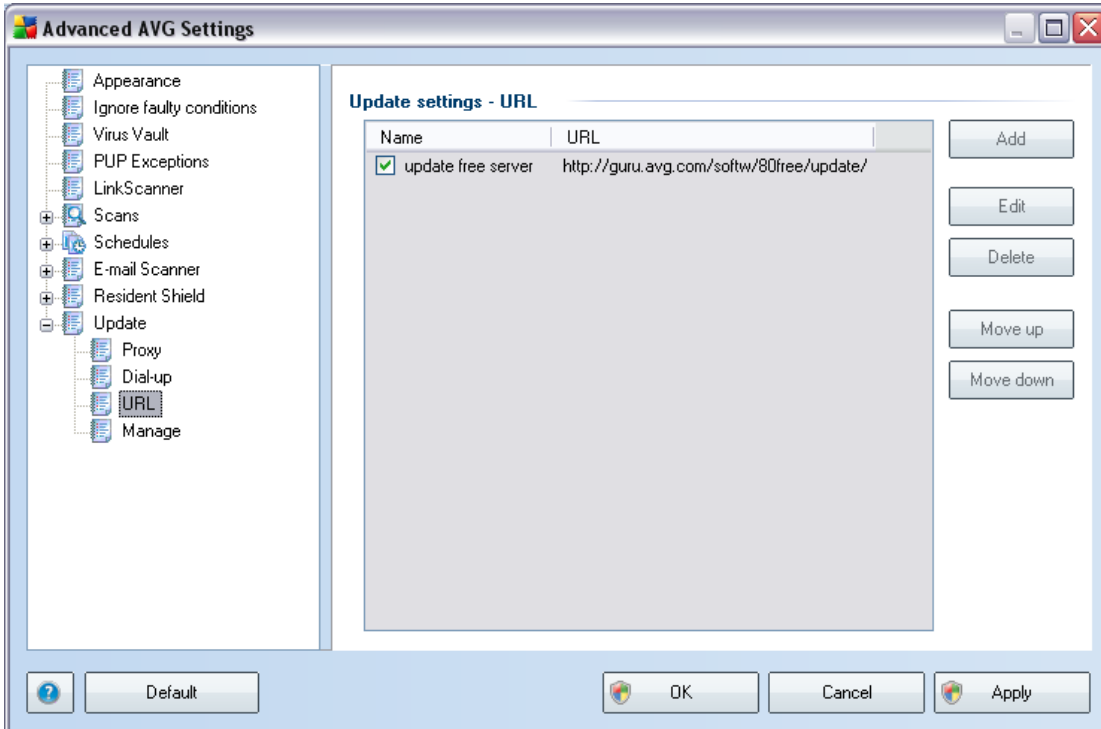 Advanced AVG Settings
Appearance
Ignore faulty conditions
Virus Vault
PUP Exceptions
LinkScanner
Scans
Schedules
E-mail Scanner
Resident Shield
Update
Proxy
Dial-up
URL
Manage
Update settings - URL
Name URL
update free server http://guru.avg.com/softw/80free/update/
Add
Edit
Delete
Move up
Move down
Default
OK
Cancel
Apply